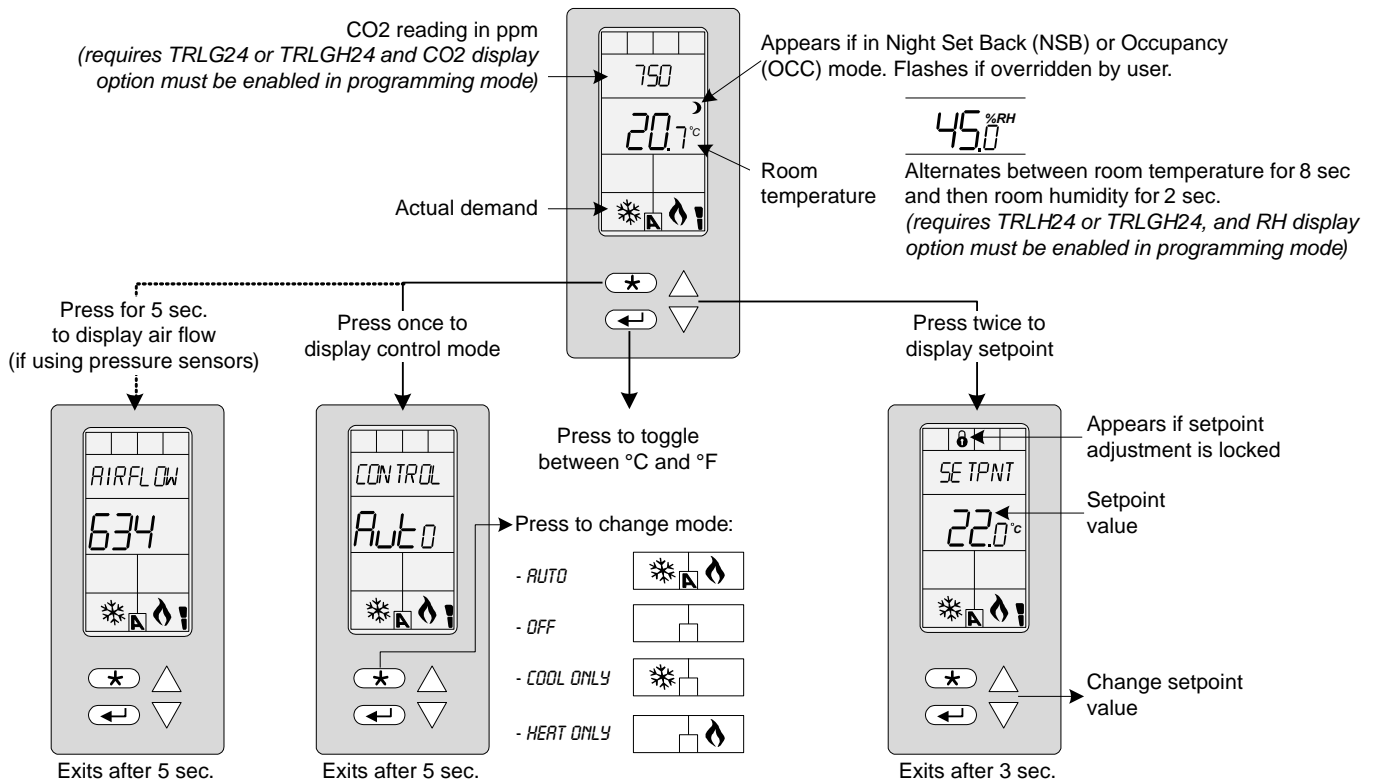 CO2 reading in ppm
(requires TRLG24 or TRLGH24 and CO2 display
option must be enabled in programming mode)
750
Appears if in Night Set Back (NSB) or Occupancy
(OCC) mode. Flashes if overridden by user.
20.7°C
45.0 %RH
Room
temperature
Alternates between room temperature for 8 sec
and then room humidity for 2 sec.
(requires TRLH24 or TRLGH24, and RH display
option must be enabled in programming mode)
Actual demand
A
Press for 5 sec.
to display air flow
(if using pressure sensors)
Press once to
display control mode
Press twice to
display setpoint
Press to toggle
between °C and °F
AIRFLOW
634
A
Exits after 5 sec.
CONTROL
Auto
A
Exits after 5 sec.
Press to change mode:
- AUTO
A
- OFF
- COOL ONLY
- HEAT ONLY
SETPNT
22.0°C
A
Exits after 3 sec.
Appears if setpoint
adjustment is locked
Setpoint
value
Change setpoint
value